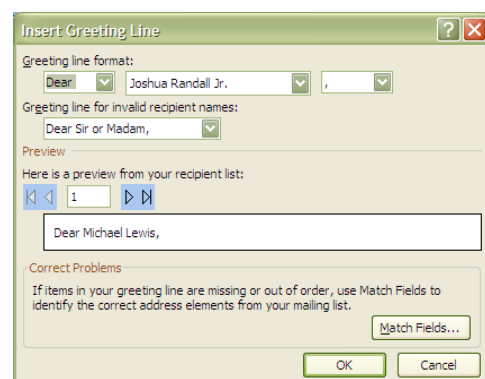 Insert Greeting Line
Greeting line format:
Dear Joshua Randall Jr. ,
Greeting line for invalid recipient names:
Dear Sir or Madam,
Preview
Here is a preview from your recipient list:
1
Dear Michael Lewis,
Correct Problems
If items in your greeting line are missing or out of order, use Match Fields to
identify the correct address elements from your mailing list.
Match Fields...
OK Cancel